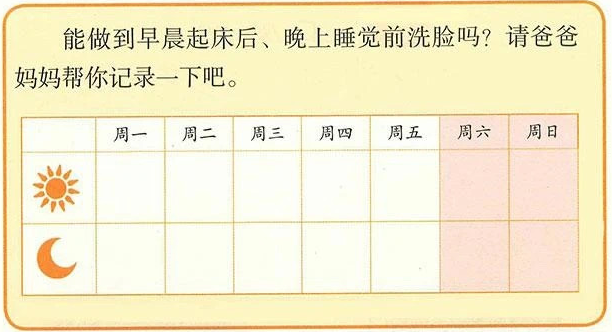 能做到早晨起床后、晚上睡觉前洗脸吗？请爸爸
妈妈帮你记录一下吧。
周一 周二 周三 周四 周五 周六 周日